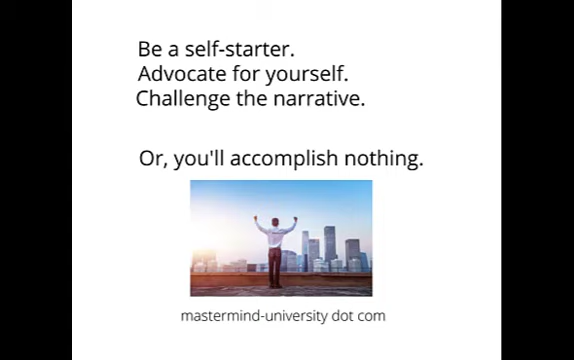 Be a self-starter.
Advocate for yourself.
Challenge the narrative.
Or, you'll accomplish nothing.
mastermind-university dot com